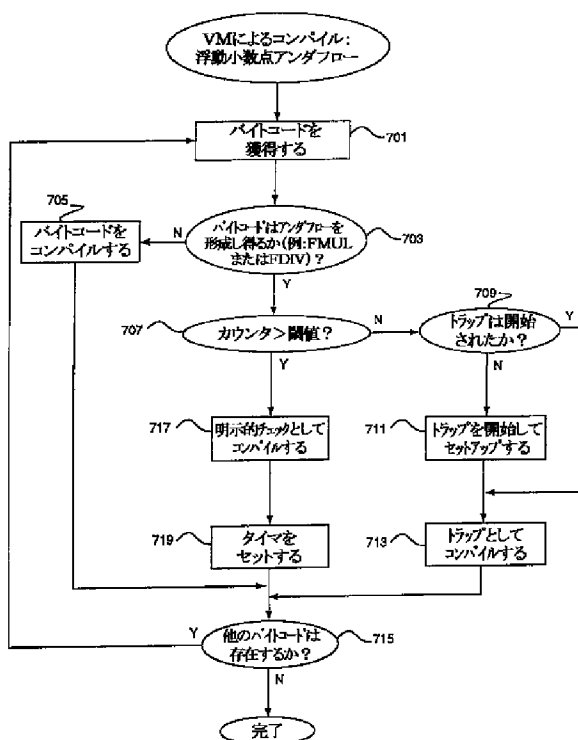 VMによるコンパイル:
浮動小数点アンダフロー
バイトコードを
獲得する
701
705
バイトコードを
コンパイルする
N
バイトコードはアンダフローを
形成し得るか(例:FMUL
またはFDIV)?
703
Y
707
カウンタ>閾値?
N
709
トラップは開始
されたか?
Y
Y
N
717
明示的チェックとして
コンパイルする
711
トラップを開始して
セットアップする
719
タイマを
セットする
713
トラップとして
コンパイルする
Y
他のバイトコードは
存在するか?
715
N
完了